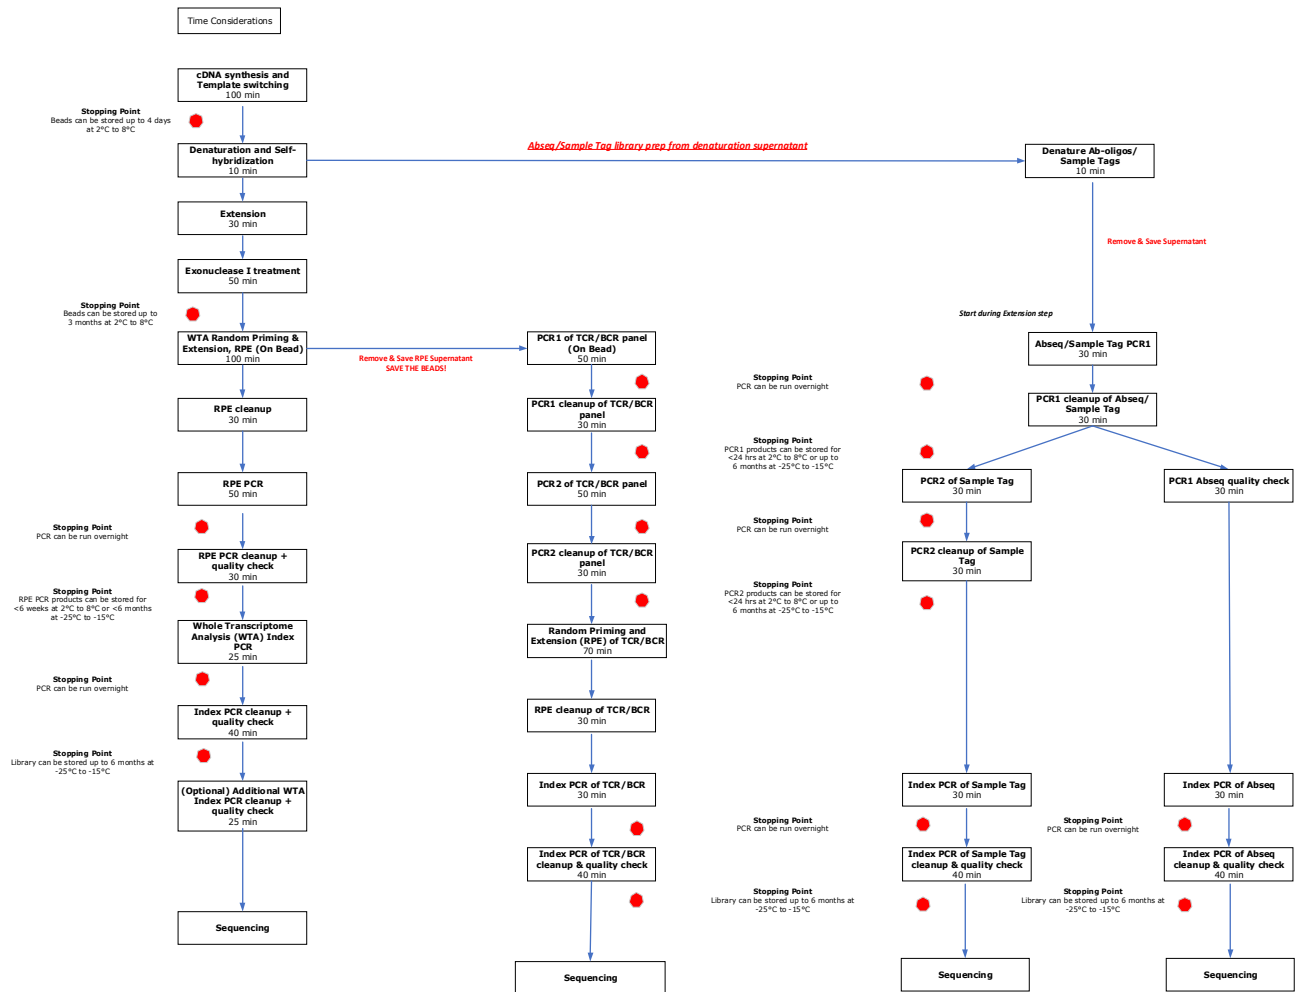 Time Considerations
cDNA synthesis and
Template switching
100 min
Stopping Point
Beads can be stored up to 4 days
at 2°C to 8°C
Denaturation and Self-
hybridization
10 min
Abseq/Sample Tag library prep from denaturation supernatant
Denature Ab-oligos/
Sample Tags
10 min
Extension
30 min
Remove & Save Supernatant
Exonuclease I treatment
50 min
Stopping Point
Beads can be stored up to
3 months at 2°C to 8°C
Start during Extension step
WTA Random Priming &
Extension, RPE (On Bead)
100 min
Remove & Save RPE Supernatant
SAVE THE BEADS!
PCR1 of TCR/BCR panel
(On Bead)
50 min
Abseq/Sample Tag PCR1
30 min
Stopping Point
PCR can be run overnight
RPE cleanup
30 min
PCR1 cleanup of TCR/BCR
panel
30 min
PCR1 cleanup of Abseq/
Sample Tag
30 min
Stopping Point
PCR1 products can be stored for
<24 hrs at 2°C to 8°C or up to
6 months at -25°C to -15°C
RPE PCR
50 min
PCR2 of TCR/BCR panel
50 min
PCR2 of Sample Tag
30 min
PCR1 Abseq quality check
30 min
Stopping Point
PCR can be run overnight
Stopping Point
PCR can be run overnight
RPE PCR cleanup +
quality check
30 min
PCR2 cleanup of TCR/BCR
panel
30 min
PCR2 cleanup of Sample
Tag
30 min
Stopping Point
RPE PCR products can be stored for
<6 weeks at 2°C to 8°C or <6 months
at -25°C to -15°C
Stopping Point
PCR2 products can be stored for
<24 hrs at 2°C to 8°C or up to
6 months at -25°C to -15°C
Whole Transcriptome
Analysis (WTA) Index
PCR
25 min
Random Priming and
Extension (RPE) of TCR/BCR
70 min
Stopping Point
PCR can be run overnight
Index PCR cleanup +
quality check
40 min
RPE cleanup of TCR/BCR
30 min
Stopping Point
Library can be stored up to 6 months at
-25°C to -15°C
(Optional) Additional WTA
Index PCR cleanup +
quality check
25 min
Index PCR of TCR/BCR
30 min
Index PCR of Sample Tag
30 min
Index PCR of Abseq
30 min
Stopping Point
PCR can be run overnight
Stopping Point
PCR can be run overnight
Index PCR of TCR/BCR
cleanup & quality check
40 min
Index PCR of Sample Tag
cleanup & quality check
40 min
Index PCR of Abseq
cleanup & quality check
40 min
Stopping Point
Library can be stored up to 6 months at
-25°C to -15°C
Stopping Point
Library can be stored up to 6 months at
-25°C to -15°C
Sequencing
Sequencing
Sequencing
Sequencing